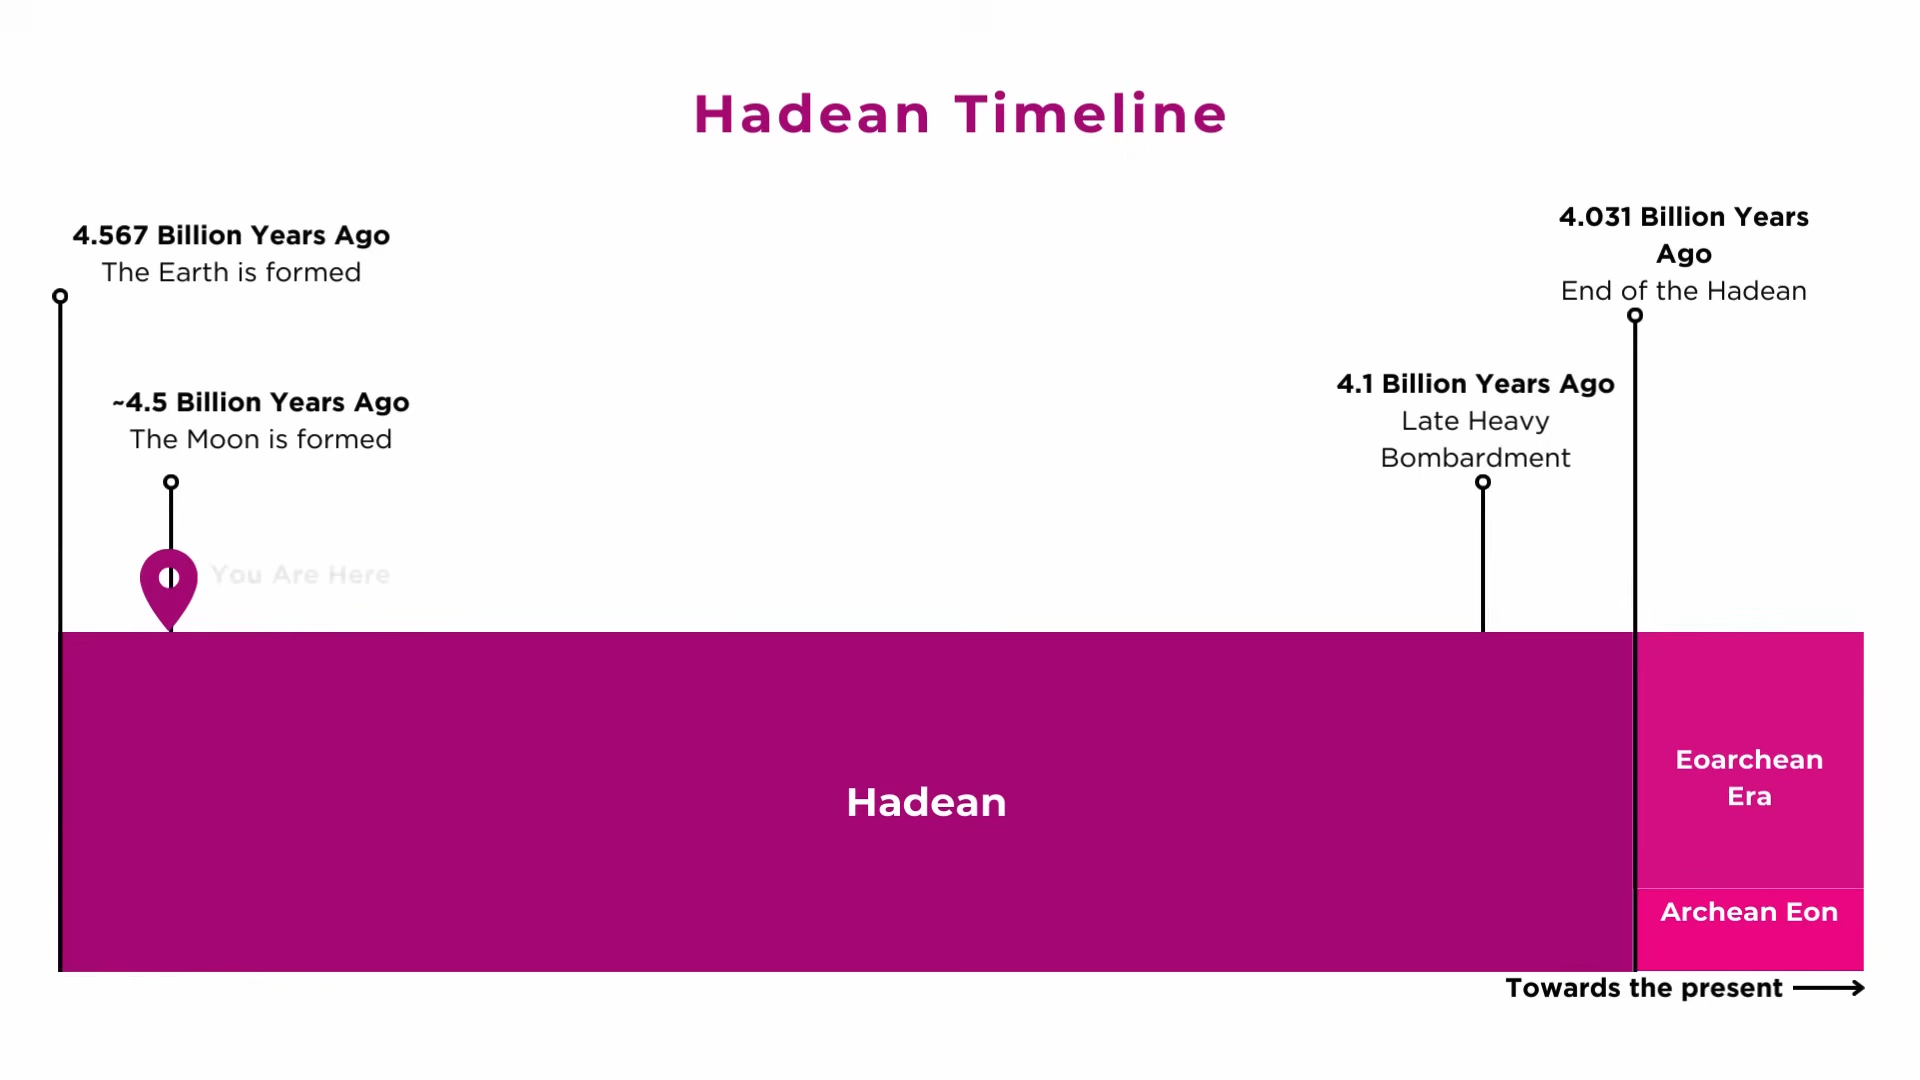 Hadean Timeline
4.567 Billion Years Ago
The Earth is formed
~4.5 Billion Years Ago
The Moon is formed
You Are Here
4.1 Billion Years Ago
Late Heavy
Bombardment
4.031 Billion Years
Ago
End of the Hadean
Hadean
Eoarchean
Era
Archean Eon
Towards the present